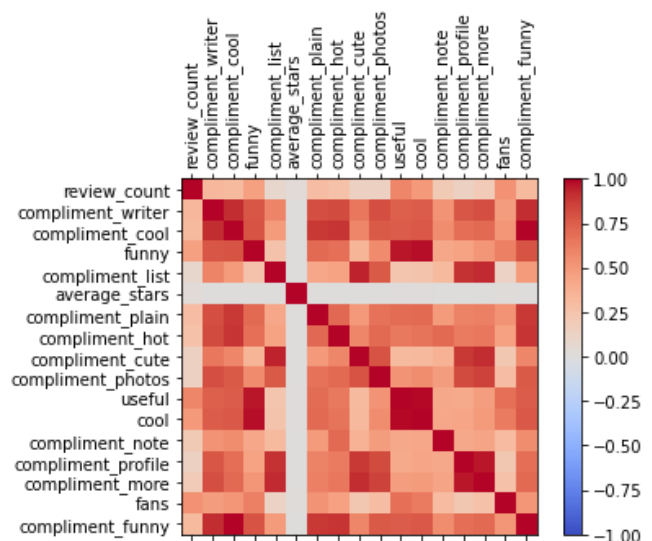 review_count
compliment_writer
compliment_cool
funny
compliment_list
average_stars
compliment_plain
compliment_hot
compliment_cute
compliment_photos
useful
cool
compliment_note
compliment_profile
compliment_more
fans
compliment_funny
review_count
compliment_writer
compliment_cool
funny
compliment_list
average_stars
compliment_plain
compliment_hot
compliment_cute
compliment_photos
useful
cool
compliment_note
compliment_profile
compliment_more
fans
compliment_funny
1.00
0.75
0.50
0.25
0.00
−0.25
−0.50
−0.75
−1.00